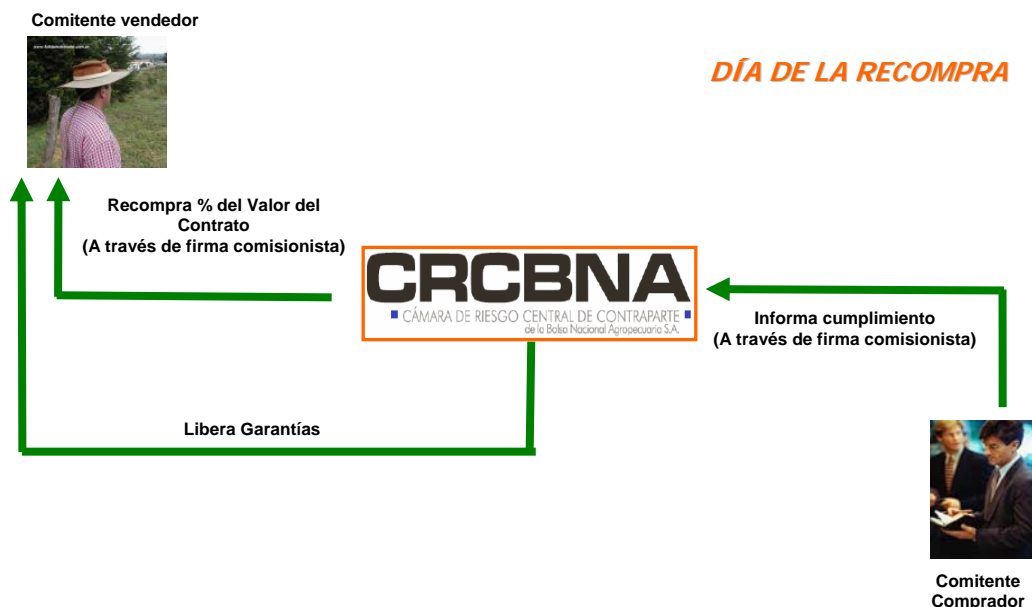 Comitente vendedor
DÍA DE LA RECOMPRA
Recompra % del Valor del
Contrato
(A través de firma comisionista)
CRCBNA
CÁMARA DE RIESGO CENTRAL DE CONTRAPARTE
de la Bolsa Nacional Agropecuaria S.A.
Informa cumplimiento
(A través de firma comisionista)
Libera Garantías
Comitente
Comprador